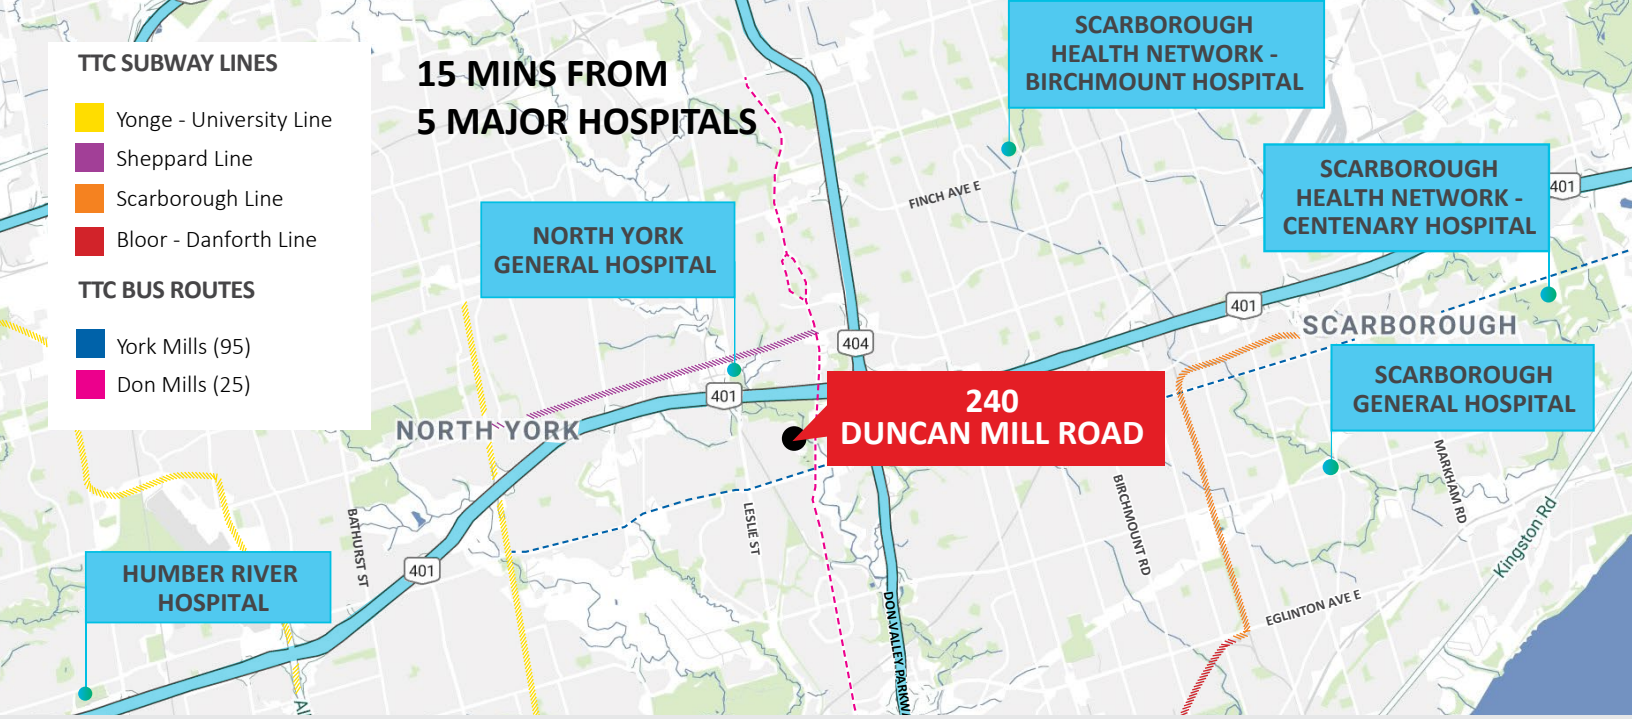 TTC SUBWAY LINES
Yonge - University Line
Sheppard Line
Scarborough Line
Bloor - Danforth Line
TTC BUS ROUTES
York Mills (95)
Don Mills (25)
15 MINS FROM
5 MAJOR HOSPITALS
SCARBOROUGH
HEALTH NETWORK -
BIRCHMOUNT HOSPITAL
SCARBOROUGH
HEALTH NETWORK -
CENTENARY HOSPITAL
401
FINCH AVE E
NORTH YORK
GENERAL HOSPITAL
401
SCARBOROUGH
404
SCARBOROUGH
GENERAL HOSPITAL
401
240
DUNCAN MILL ROAD
NORTH YORK
MARKHAM RD
BIRCHMOUNT RD
LESLIE ST
BATHURST ST
Kingston Rd
401
HUMBER RIVER
HOSPITAL
EGLINTON AVE E
DON VALLEY PARKW